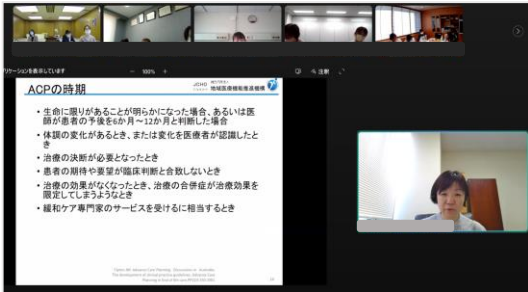 プリケーションを表示しています
100%
注釈
ACPの時期
JCHO
地域医療機能推進機構
・生命に限りがあることが明らかになった場合、あるいは医
師が患者の予後を6か月～12か月と判断した場合
・体調の変化があるとき、または変化を医療者が認識したと
き
・治療の決断が必要となったとき
・患者の期待や要望が臨床判断と合致しないとき
・治療の効果がなくなったとき、治療の合併症が治療効果を
限定してしまうようなとき
・緩和ケア専門家のサービスを受けるに相当するとき